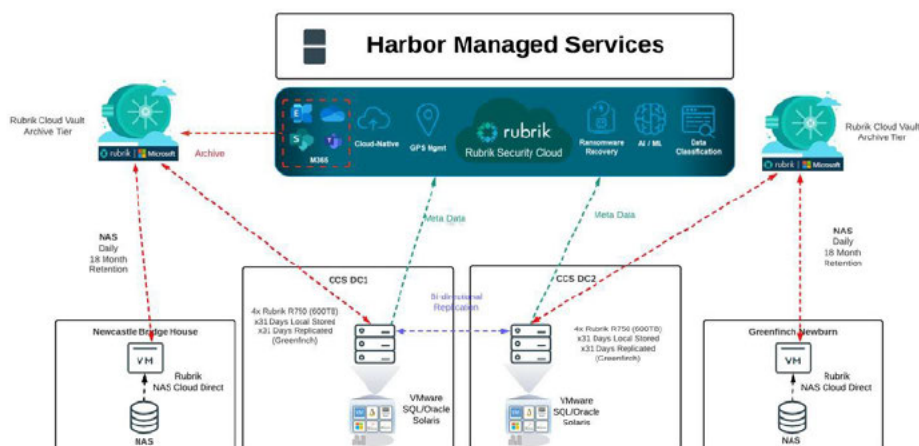 Harbor Managed Services
Rubrik Cloud Vault
Archive Tier
rubrik
Microsoft
Archive
M365
Cloud-Native
GPS Mgmt
rubrik
Rubrik Security Cloud
Ransomware
Recovery
AI / ML
Data
Classification
Rubrik Cloud Vault
Archive Tier
rubrik
Microsoft
Meta Data
Meta Data
NAS
Daily
18 Month
Retention
NAS
Daily
18 Month
Retention
CCS DC1
4x Rubrik R750 (600TB)
x31 Days Local Stored
x31 Days Replicated
(Greenfinch)
Bi-directional
Replication
CCS DC2
4x Rubrik R750 (600TB)
x31 Days Local Stored
x31 Days Replicated
(Greenfinch)
Newcastle Bridge House
VM
Rubrik
NAS Cloud Direct
NAS
VMware
SQL/Oracle
Solaris
VMware
SQL/Oracle
Solaris
Greenfinch Newburn
VM
Rubrik
NAS Cloud Direct
NAS